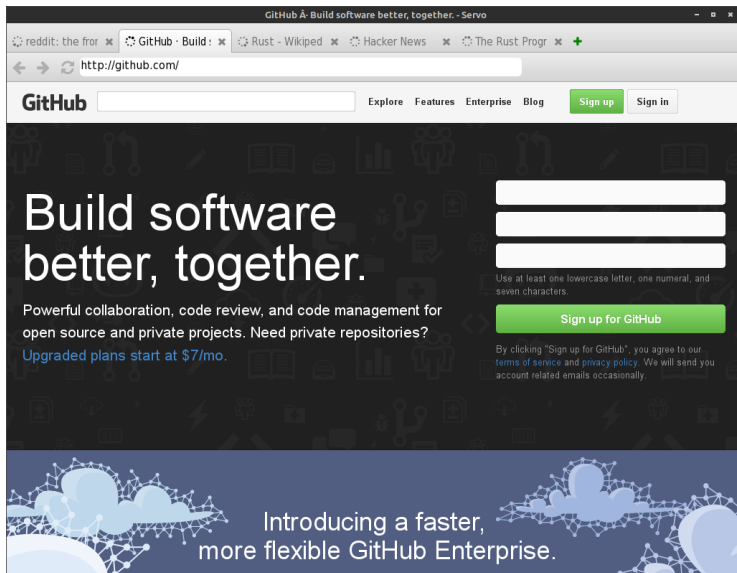 GitHub Â· Build software better, together. - Servo
reddit: the fror
GitHub · Build :
Rust - Wikiped
Hacker News
The Rust Progr
http://github.com/
GitHub
Explore Features Enterprise Blog Sign up Sign in
Build software
better, together.
Powerful collaboration, code review, and code management for
open source and private projects. Need private repositories?
Upgraded plans start at $7/mo.
Use at least one lowercase letter, one numeral, and
seven characters.
Sign up for GitHub
By clicking "Sign up for GitHub", you agree to our
terms of service and privacy policy. We will send you
account related emails occasionally.
Introducing a faster,
more flexible GitHub Enterprise.